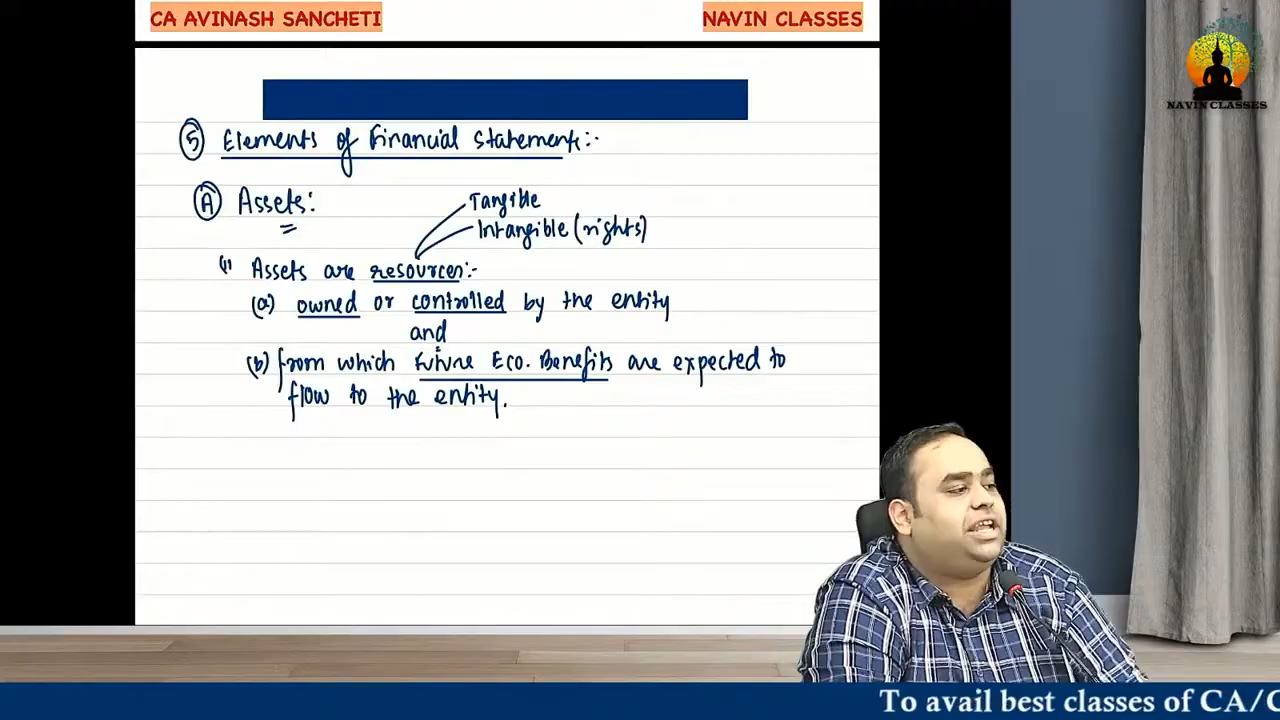 CA AVINASH SANCHETI
NAVIN CLASSES
NAVIN CLASSES
⑤ Elements of Financial Statements:-
Ⓐ Assets:
Tangible
Intangible (rights)
(1) Assets are resources:-
(a) owned or controlled by the entity
and
(b) from which future Eco. Benefits are expected to
flow to the entity.
To avail best classes of CA/C